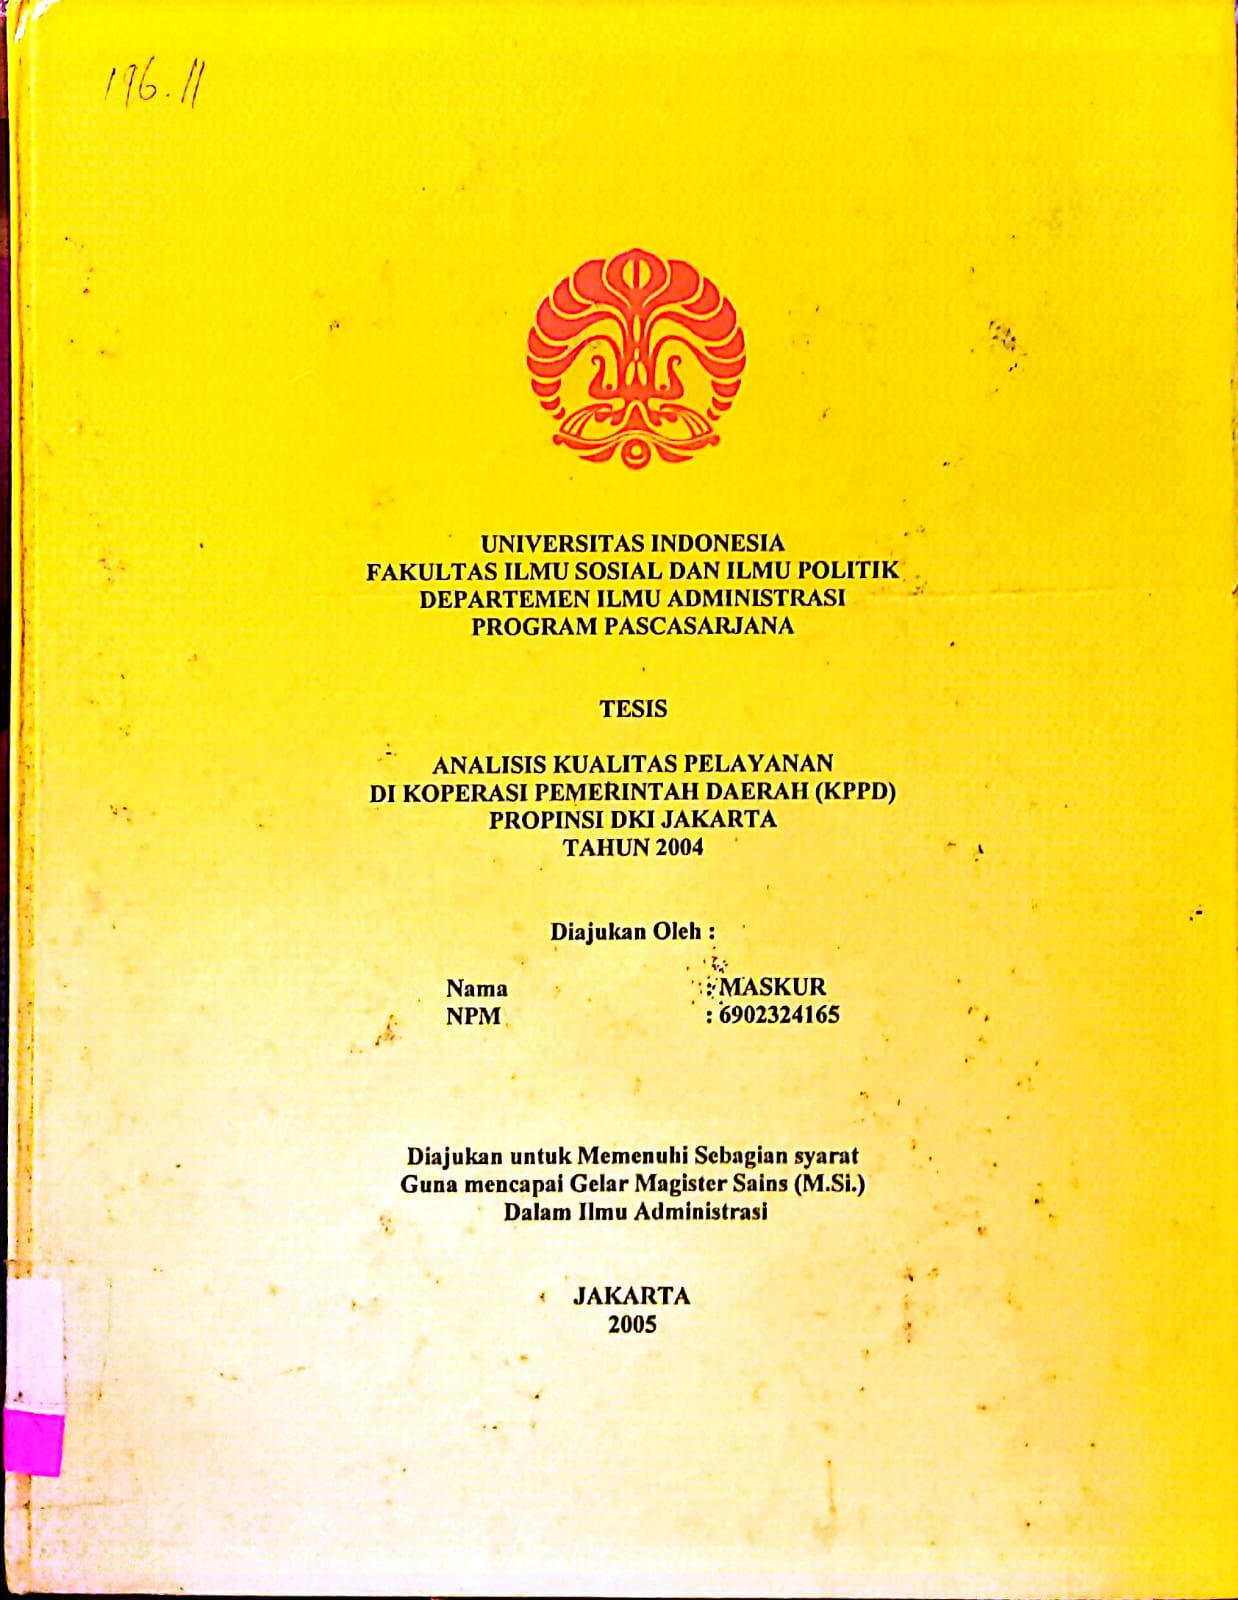 196.11
UNIVERSITAS INDONESIA
FAKULTAS ILMU SOSIAL DAN ILMU POLITIK
DEPARTEMEN ILMU ADMINISTRASI
PROGRAM PASCASARJANA
TESIS
ANALISIS KUALITAS PELAYANAN
DI KOPERASI PEMERINTAH DAERAH (KPPD)
PROPINSI DKI JAKARTA
TAHUN 2004
Diajukan Oleh :
Nama : MASKUR
NPM : 6902324165
Diajukan untuk Memenuhi Sebagian syarat
Guna mencapai Gelar Magister Sains (M.Si.)
Dalam Ilmu Administrasi
JAKARTA
2005